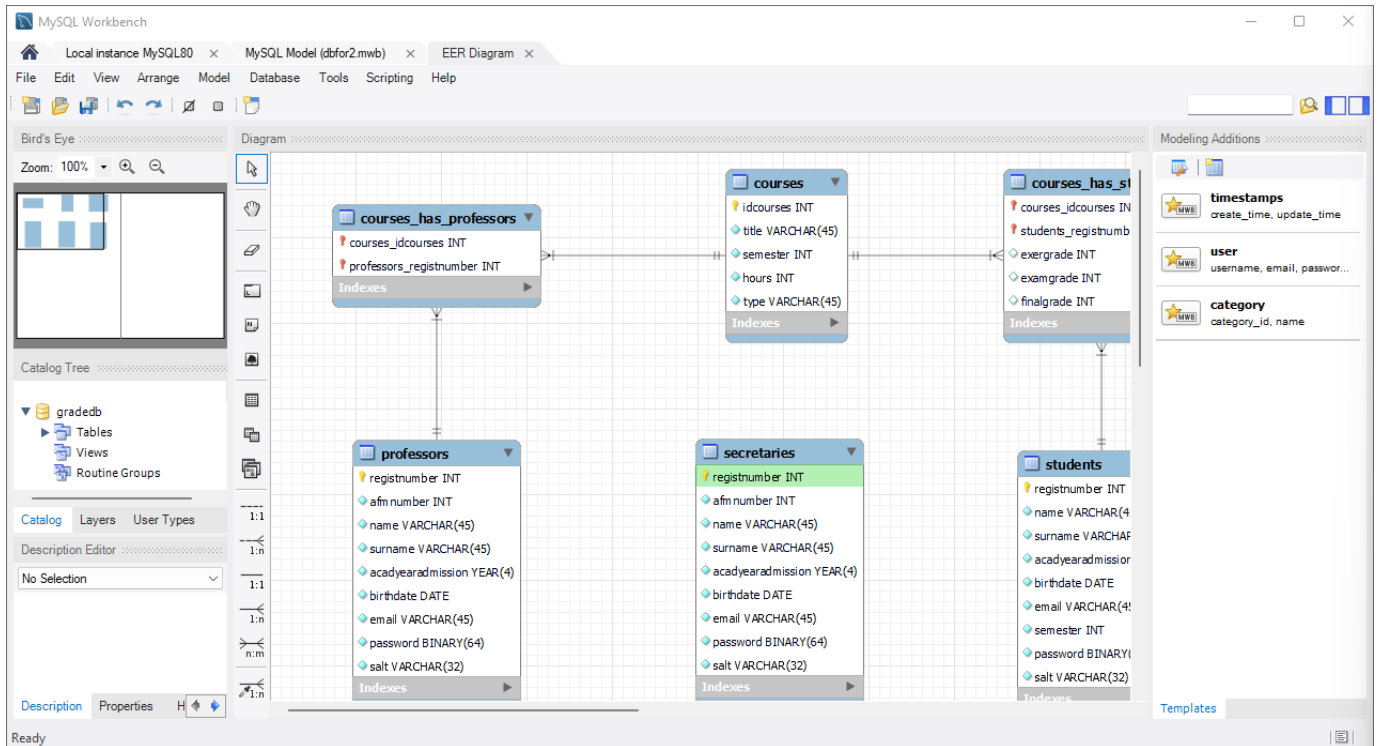 MySQL Workbench
Local instance MySQL80
MySQL Model (dbfor2.mwb)
EER Diagram
File Edit View Arrange Model Database Tools Scripting Help
Bird's Eye
Zoom: 100%
Catalog Tree
gradedb
Tables
Views
Routine Groups
Catalog Layers User Types
Description Editor
No Selection
Description Properties H
Ready
Diagram
1:1
1:n
1:1
1:n
n:m
1:n
courses_has_professors
courses_idcourses INT
professors_registnumber INT
Indexes
courses
idcourses INT
title VARCHAR(45)
semester INT
hours INT
type VARCHAR(45)
Indexes
courses_has_st
courses_idcourses IN
students_registnumb
exergrade INT
examgrade INT
finalgrade INT
Indexes
professors
registnumber INT
afmnumber INT
name VARCHAR(45)
surname VARCHAR(45)
acadyearadmission YEAR(4)
birthdate DATE
email VARCHAR(45)
password BINARY(64)
salt VARCHAR(32)
Indexes
secretaries
registnumber INT
afmnumber INT
name VARCHAR(45)
surname VARCHAR(45)
acadyearadmission YEAR(4)
birthdate DATE
email VARCHAR(45)
password BINARY(64)
salt VARCHAR(32)
Indexes
students
registnumber INT
name VARCHAR(4
surname VARCHAR
acadyearadmission
birthdate DATE
email VARCHAR(4
semester INT
password BINARY(
salt VARCHAR(32)
Indexes
Modeling Additions
MWB
timestamps
create_time, update_time
MWB
user
username, email, passwor...
MWB
category
category_id, name
Templates